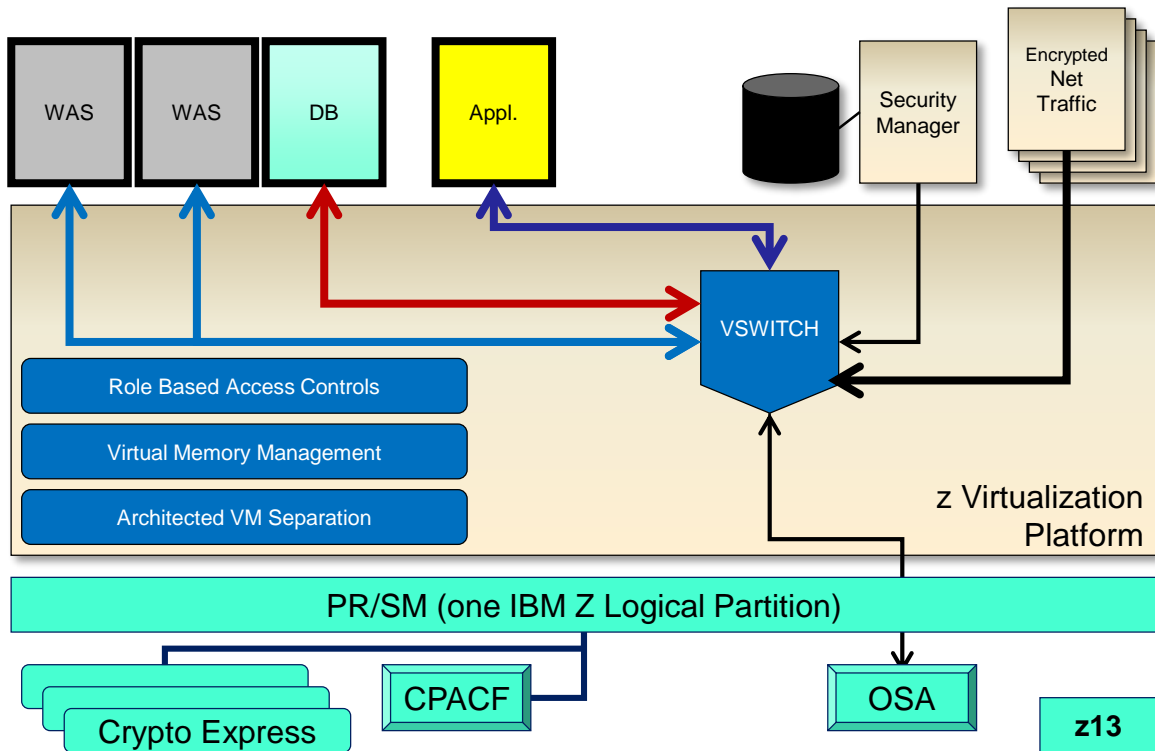 WAS
WAS
DB
Appl.
Security
Manager
Encrypted
Net
Traffic
VSWITCH
Role Based Access Controls
Virtual Memory Management
Architected VM Separation
z Virtualization
Platform
PR/SM (one IBM Z Logical Partition)
Crypto Express
CPACF
OSA
z13